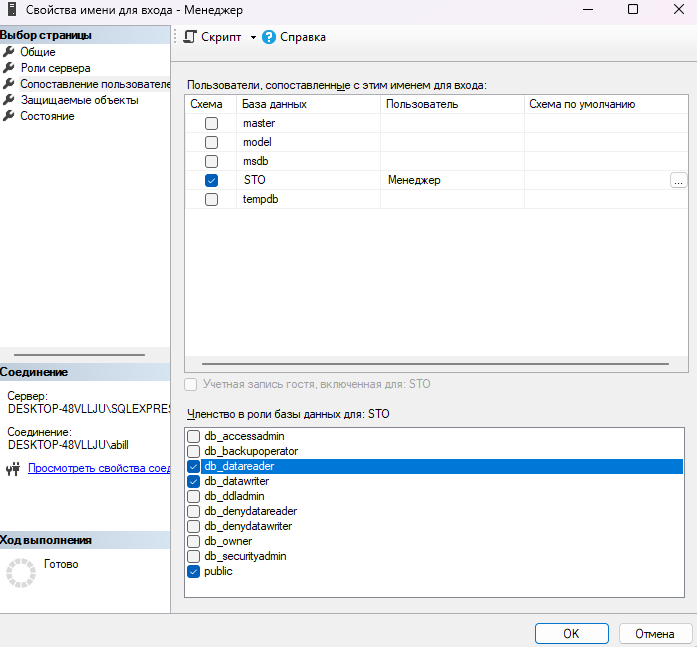 Свойства имени для входа - Менеджер
Выбор страницы
Общие
Роли сервера
Сопоставление пользователе
Защищаемые объекты
Состояние
Скрипт
Справка
Пользователи, сопоставленные с этим именем для входа:
Схема База данных Пользователь Схема по умолчанию
master
model
msdb
STO Менеджер ...
tempdb
Учетная запись гостя, включенная для: STO
Членство в роли базы данных для: STO
db_accessadmin
db_backupoperator
db_datareader
db_datawriter
db_ddladmin
db_denydatareader
db_denydatawriter
db_owner
db_securityadmin
public
Соединение
Сервер:
DESKTOP-48VLLJU\SQLEXPRES
Соединение:
DESKTOP-48VLLJU\abill
Просмотреть свойства соед
Ход выполнения
Готово
OK
Отмена